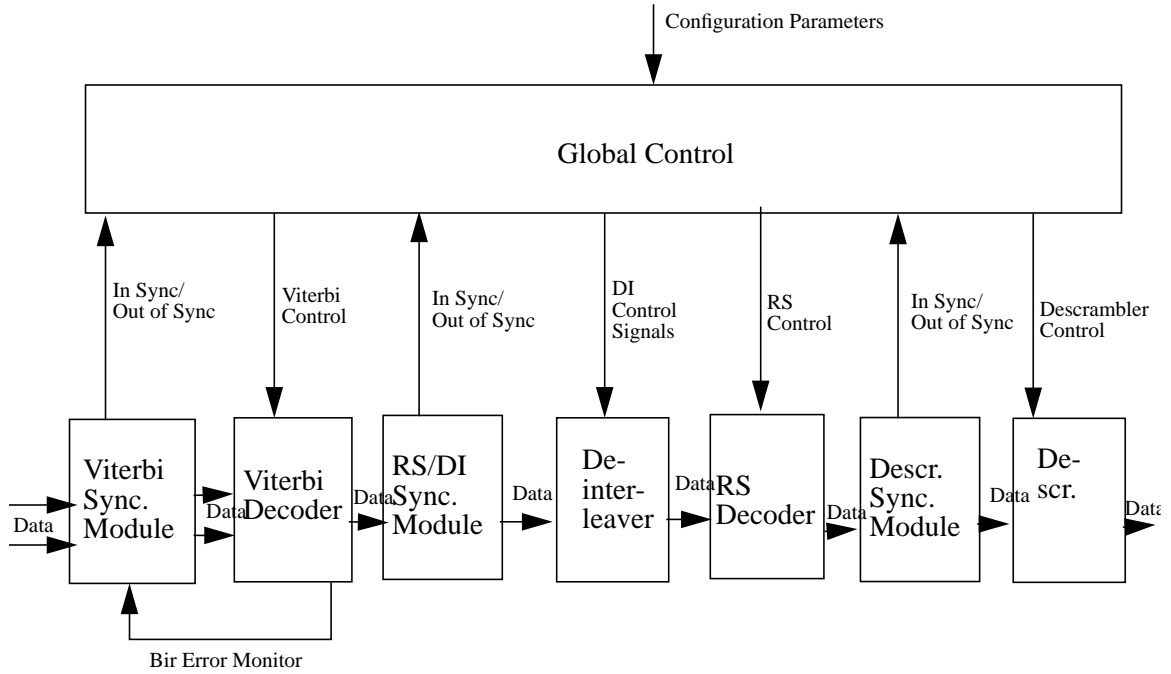 Configuration Parameters
Global Control
In Sync/
Out of Sync
Viterbi
Control
In Sync/
Out of Sync
DI
Control
Signals
RS
Control
In Sync/
Out of Sync
Descrambler
Control
Data
Viterbi
Sync.
Module
Data
Viterbi
Decoder
Data
RS/DI
Sync.
Module
Data
De-
inter-
leaver
Data
RS
Decoder
Data
Descr.
Sync.
Module
Data
De-
scr.
Data
Bir Error Monitor